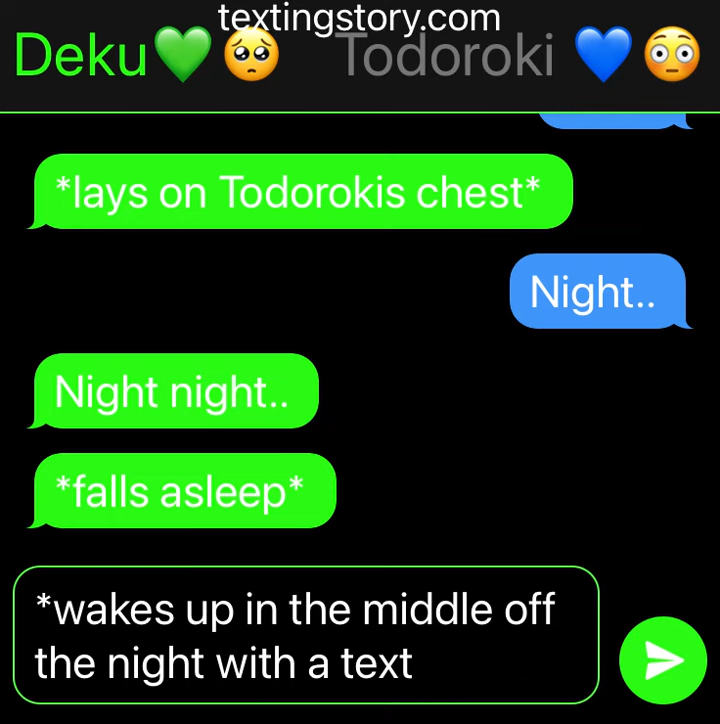 textingstory.com
Deku💚🥺 Todoroki 💙😳
*lays on Todorokis chest*
Night..
Night night..
*falls asleep*
*wakes up in the middle off
the night with a text